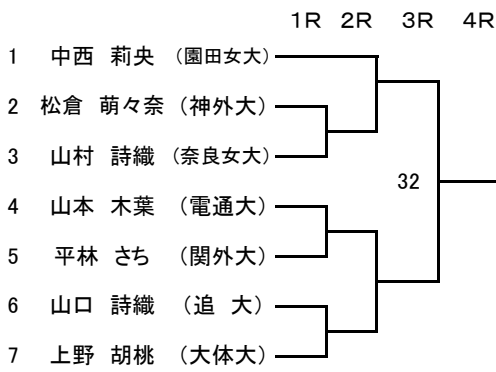 1R 2R 3R 4R
1 中西 莉央 (園田女大)
2 松倉 萌々奈 (神外大)
3 山村 詩織 (奈良女大)
32
4 山本 木葉 (電通大)
5 平林 さち (関外大)
6 山口 詩織 (追 大)
7 上野 胡桃 (大体大)